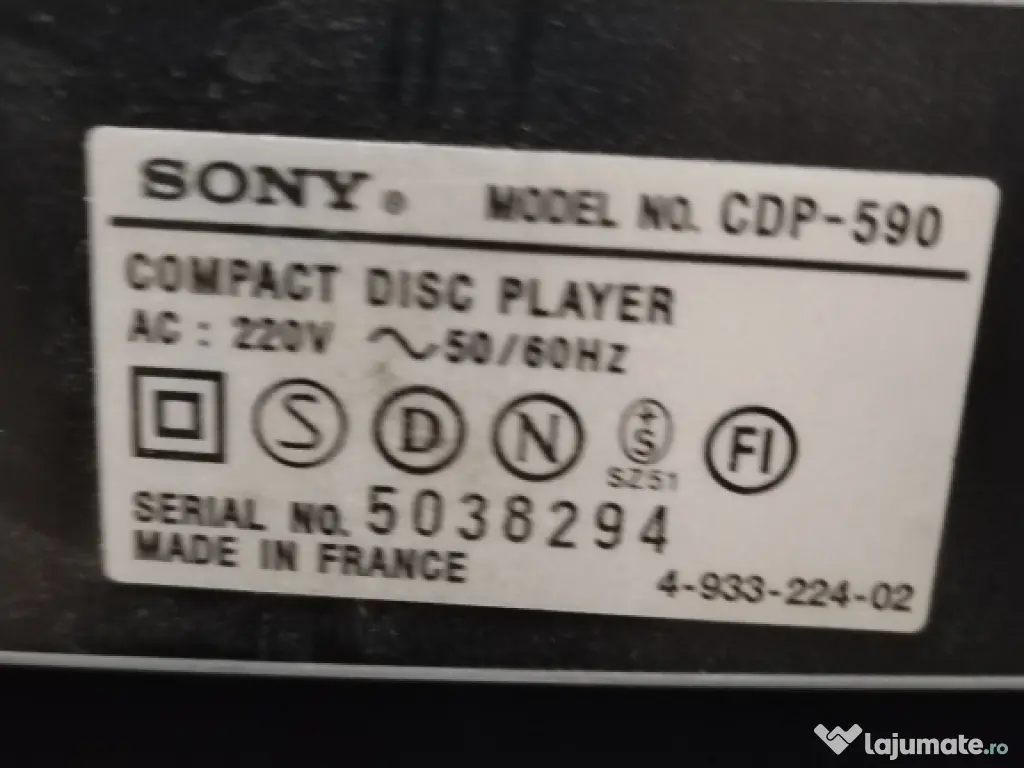 SONY® MODEL NO. CDP-590
COMPACT DISC PLAYER
AC : 220V ~50/60HZ
S D N +S FI
SZ51
SERIAL NO. 5038294
MADE IN FRANCE
4-933-224-02
lajumate.ro